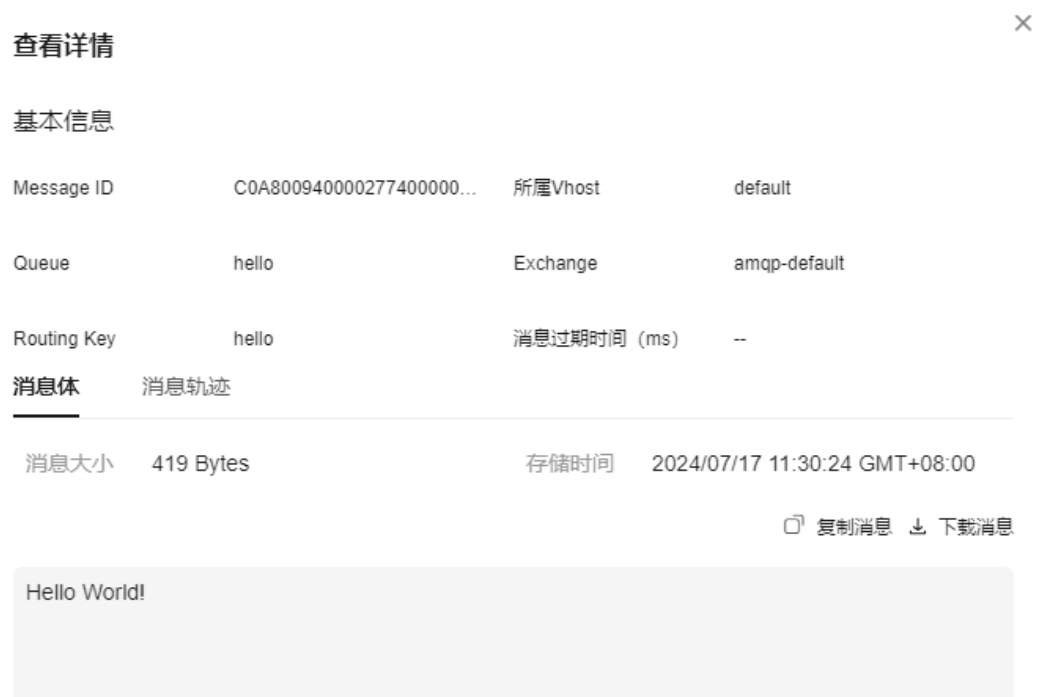 查看详情
基本信息
Message ID C0A800940000277400000... 所属Vhost default
Queue hello Exchange amqp-default
Routing Key hello 消息过期时间（ms） --
消息体 消息轨迹
消息大小 419 Bytes 存储时间 2024/07/17 11:30:24 GMT+08:00
复制消息 下载消息
Hello World!